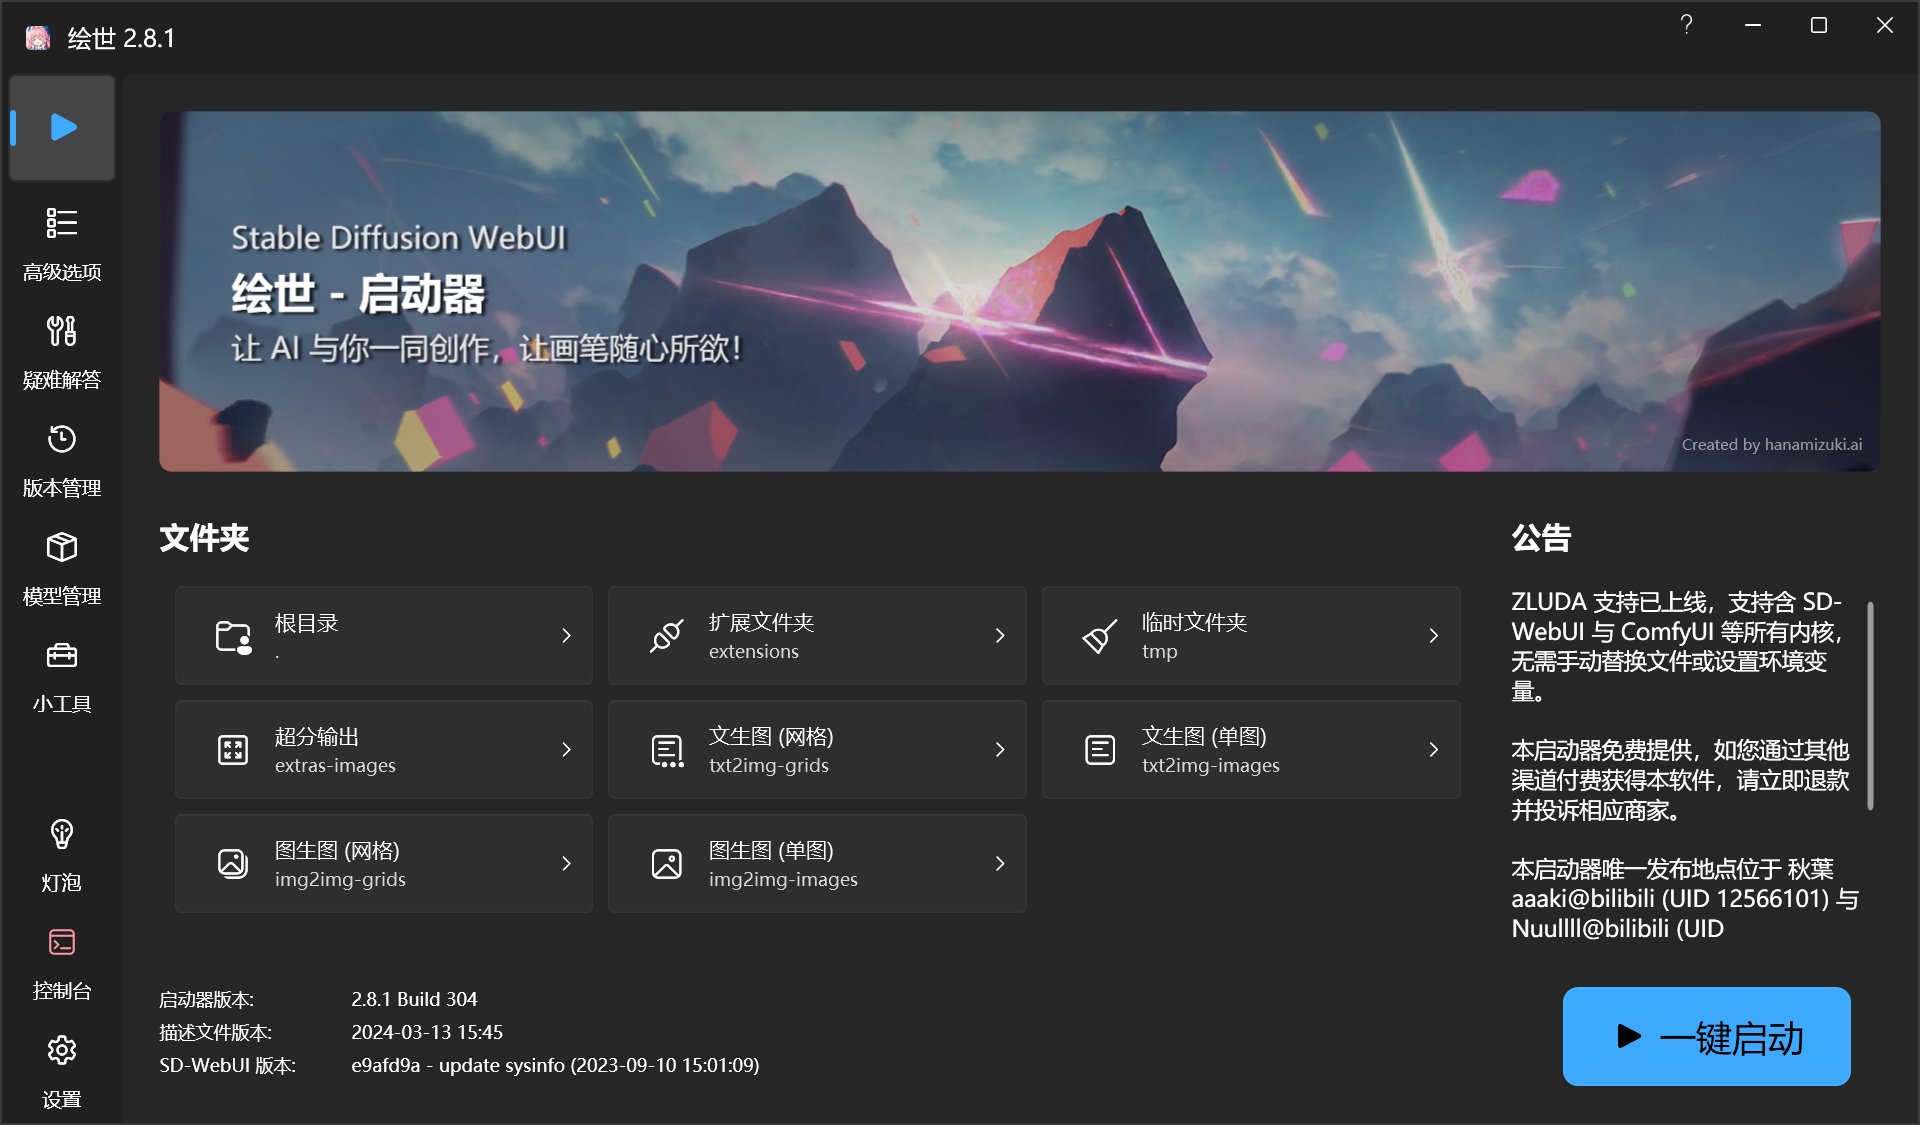 绘世 2.8.1
高级选项
疑难解答
版本管理
模型管理
小工具
灯泡
控制台
设置
Stable Diffusion WebUI
绘世 - 启动器
让 AI 与你一同创作，让画笔随心所欲！
Created by hanamizuki.ai
文件夹
根目录
.
扩展文件夹
extensions
临时文件夹
tmp
超分输出
extras-images
文生图 (网格)
txt2img-grids
文生图 (单图)
txt2img-images
图生图 (网格)
img2img-grids
图生图 (单图)
img2img-images
公告
ZLUDA 支持已上线，支持含 SD-
WebUI 与 ComfyUI 等所有内核，
无需手动替换文件或设置环境变
量。
本启动器免费提供，如您通过其他
渠道付费获得本软件，请立即退款
并投诉相应商家。
本启动器唯一发布地点位于 秋葉
aaaki@bilibili (UID 12566101) 与
Nuullll@bilibili (UID
启动器版本: 2.8.1 Build 304
描述文件版本: 2024-03-13 15:45
SD-WebUI 版本: e9afd9a - update sysinfo (2023-09-10 15:01:09)
一键启动